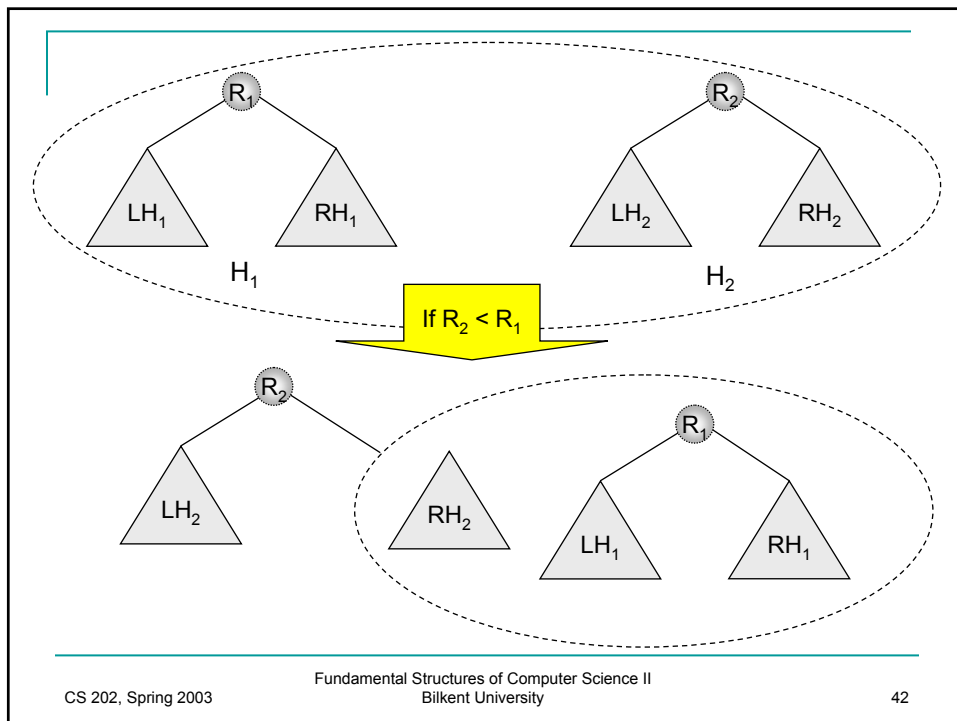 R₁ R₂
LH₁ RH₁ LH₂ RH₂
H₁ H₂
If R₂ < R₁
R₂
R₁
LH₂ RH₂ LH₁ RH₁
Fundamental Structures of Computer Science II
CS 202, Spring 2003 Bilkent University 42